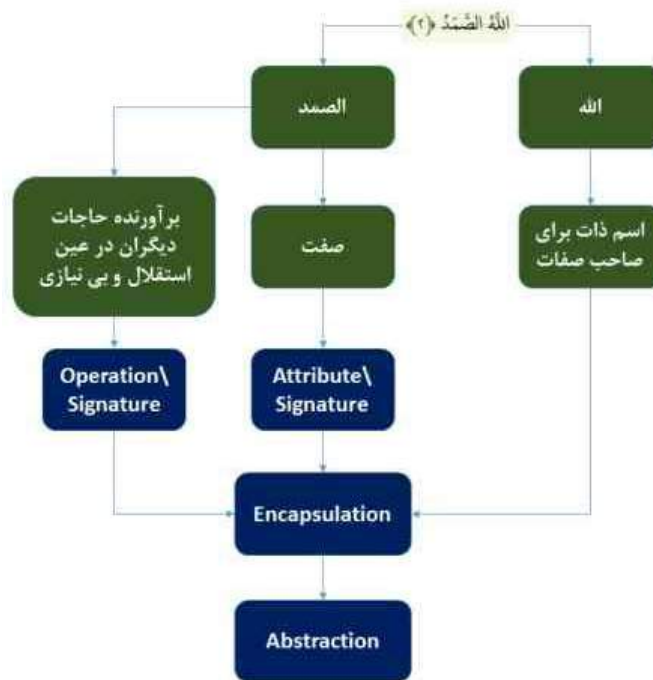 اللَّهُ الصَّمَدُ ﴿۲﴾
الله
الصمد
اسم ذات برای
صاحب صفات
صفت
برآورنده حاجات
دیگران در عین
استقلال و بی نیازی
Attribute\
Signature
Operation\
Signature
Encapsulation
Abstraction